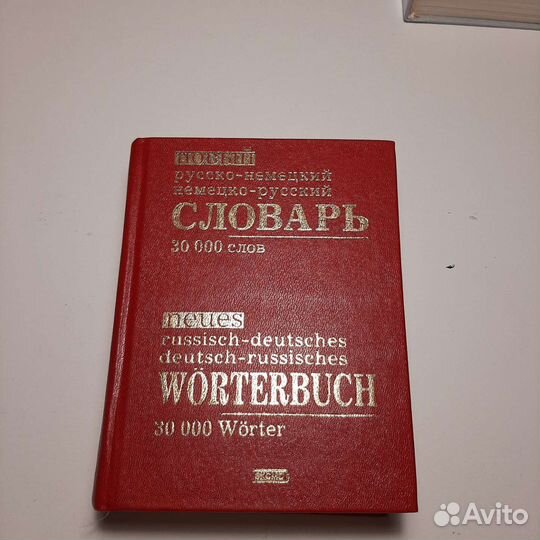 новый
русско-немецкий
немецко-русский
СЛОВАРЬ
30 000 слов
neues
russisch-deutsches
deutsch-russisches
WÖRTERBUCH
30 000 Wörter
ЭКСМО
Avito